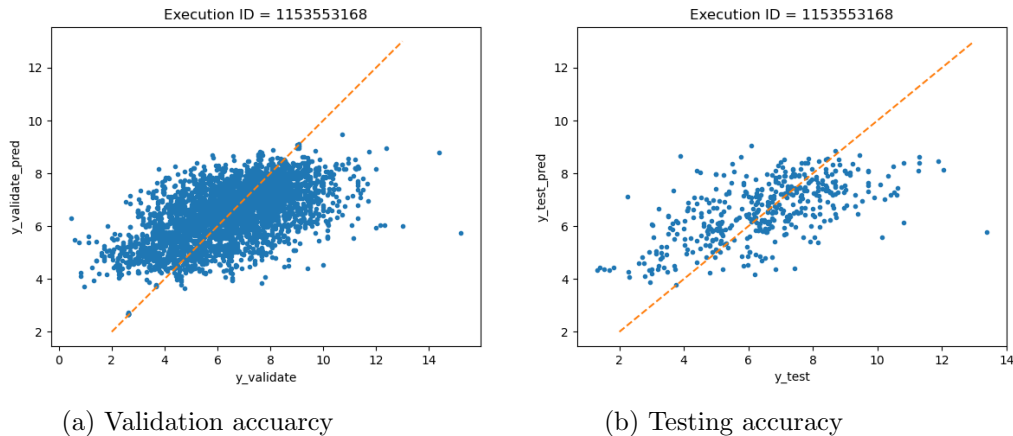 Execution ID = 1153553168
12
10
8
6
4
2
y_validate_pred
0 2 4 6 8 10 12 14
y_validate
(a) Validation accuarcy
Execution ID = 1153553168
12
10
8
6
4
2
y_test_pred
2 4 6 8 10 12 14
y_test
(b) Testing accuracy